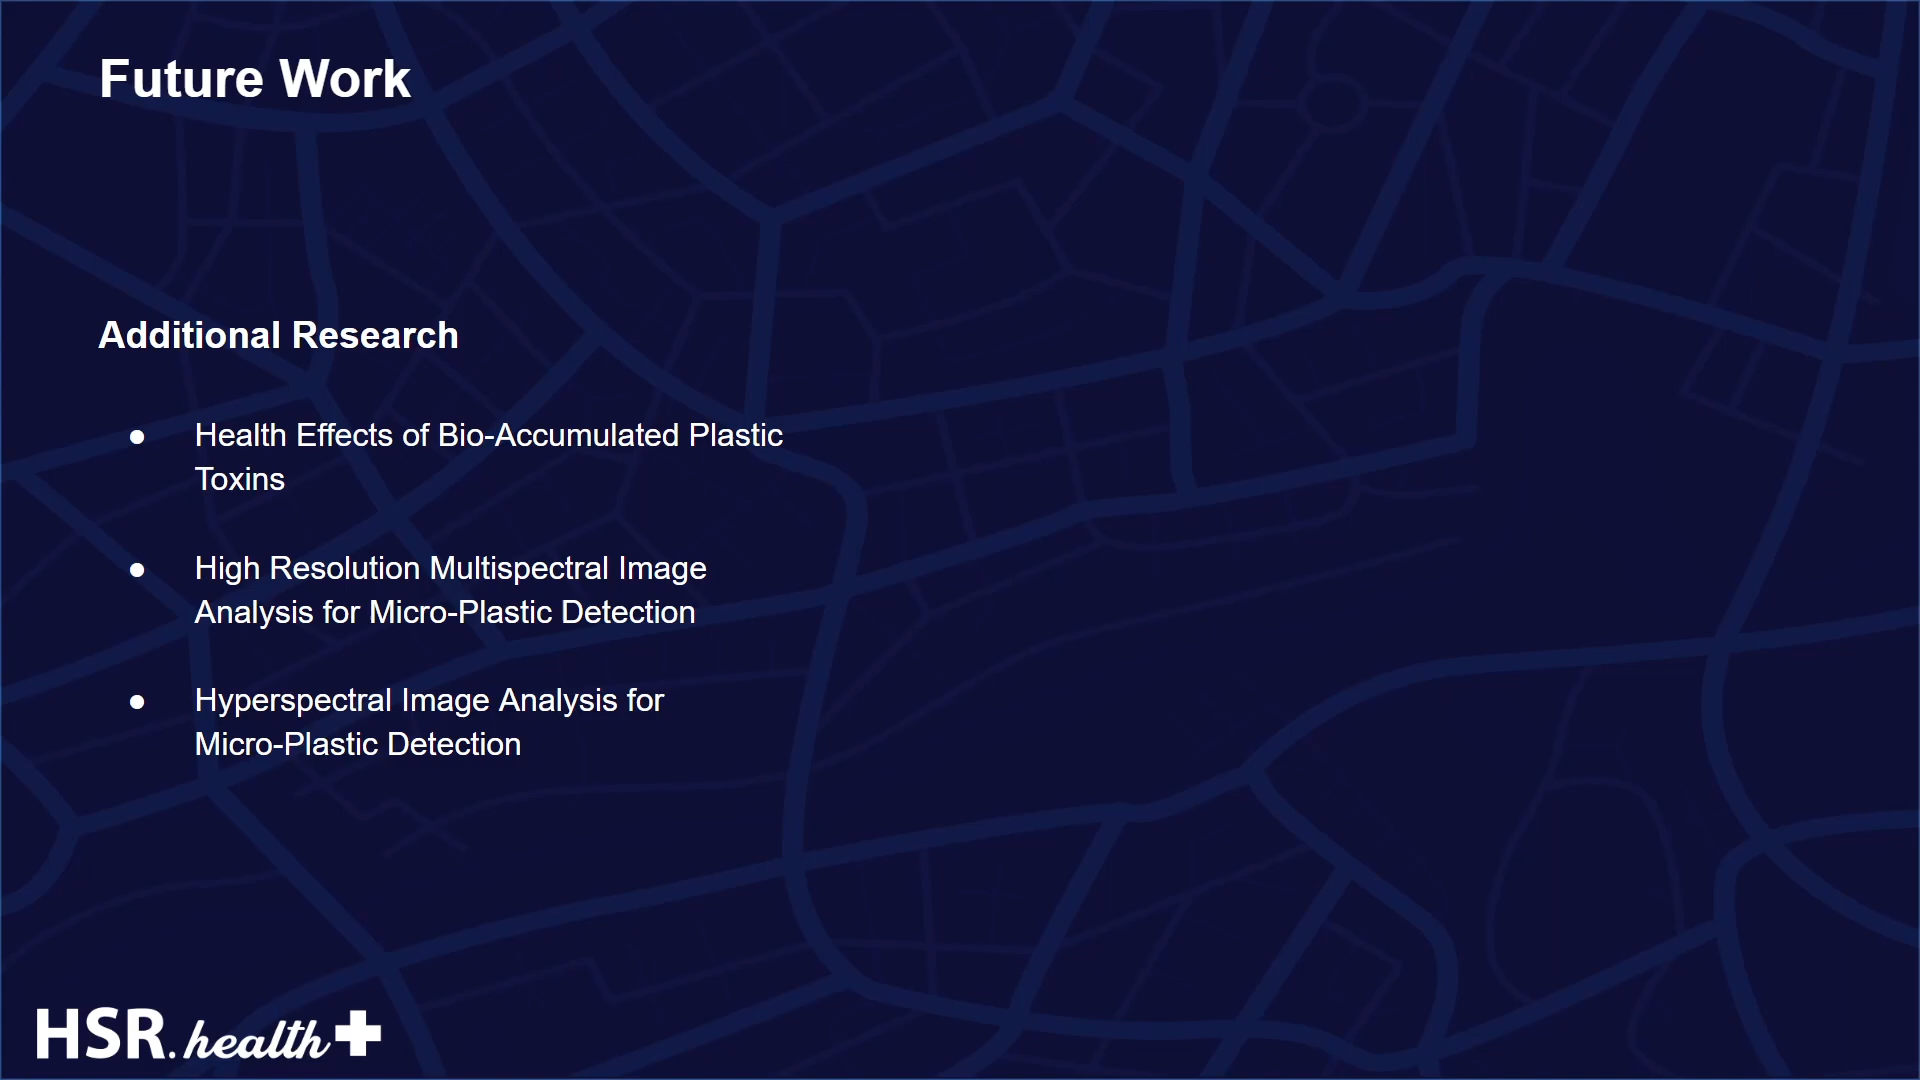 Future Work
Additional Research
● Health Effects of Bio-Accumulated Plastic
Toxins
● High Resolution Multispectral Image
Analysis for Micro-Plastic Detection
● Hyperspectral Image Analysis for
Micro-Plastic Detection
HSR.health